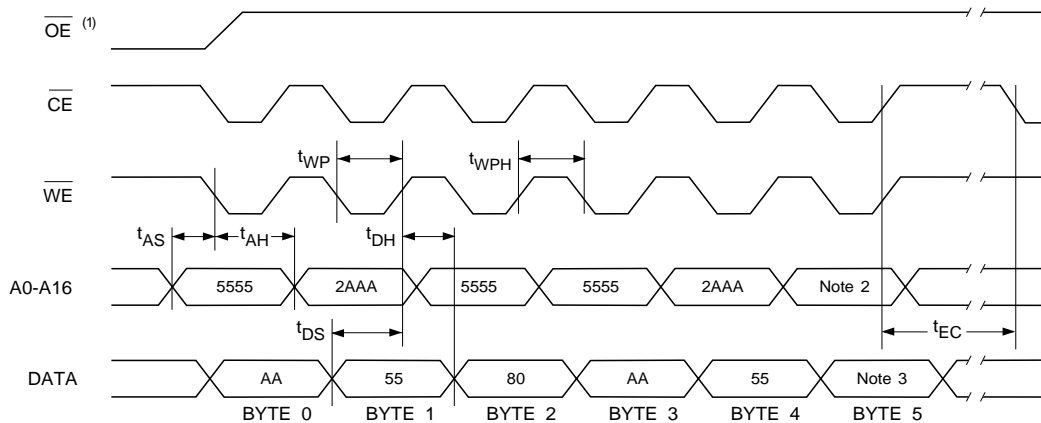 OE (1)
CE
tWP
tWPH
WE
tAS
tAH
tDH
A0-A16
5555
2AAA
5555
5555
2AAA
Note 2
tDS
tEC
DATA
AA
55
80
AA
55
Note 3
BYTE 0
BYTE 1
BYTE 2
BYTE 3
BYTE 4
BYTE 5